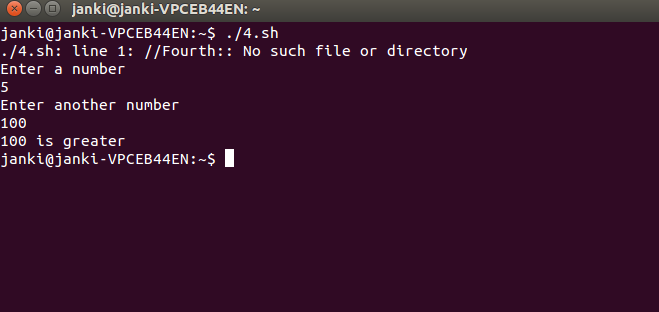 janki@janki-VPCEB44EN: ~
janki@janki-VPCEB44EN:~$ ./4.sh
./4.sh: line 1: //Fourth:: No such file or directory
Enter a number
5
Enter another number
100
100 is greater
janki@janki-VPCEB44EN:~$